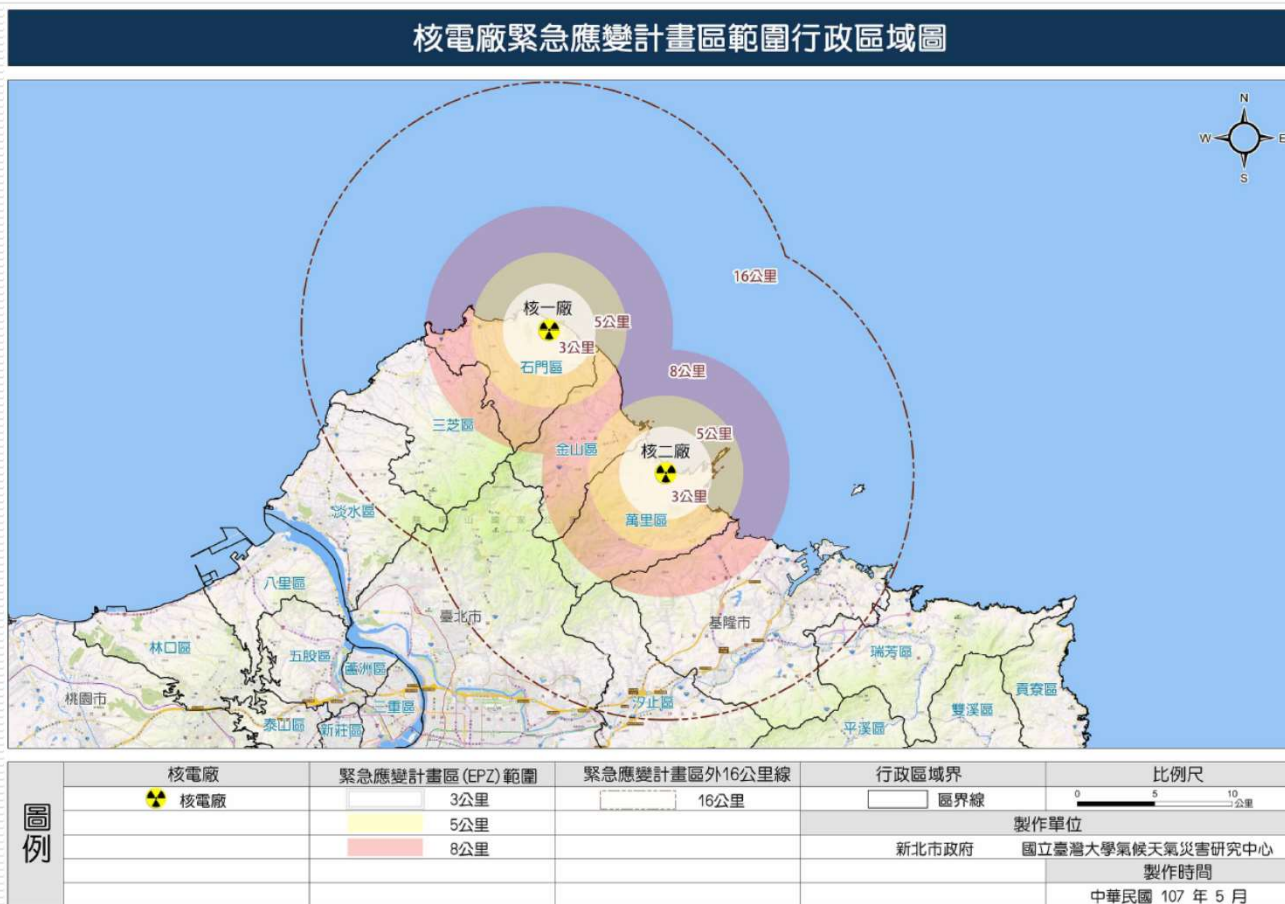 核電廠緊急應變計畫區範圍行政區域圖
N
W
E
S
16公里
核一廠
5公里
3公里
石門區
8公里
三芝區
金山區
5公里
核二廠
3公里
萬里區
淡水區
八里區
臺北市
基隆市
林口區
五股區
瑞芳區
蘆洲區
桃園市
汐止區
貢寮區
三重區
雙溪區
泰山區
新莊區
平溪區
圖例
核電廠
緊急應變計畫區(EPZ)範圍
緊急應變計畫區外16公里線
行政區域界
比例尺
核電廠
3公里
16公里
區界線
0 5 10
公里
5公里
製作單位
8公里
新北市政府 國立臺灣大學氣候天氣災害研究中心
製作時間
中華民國 107 年 5 月